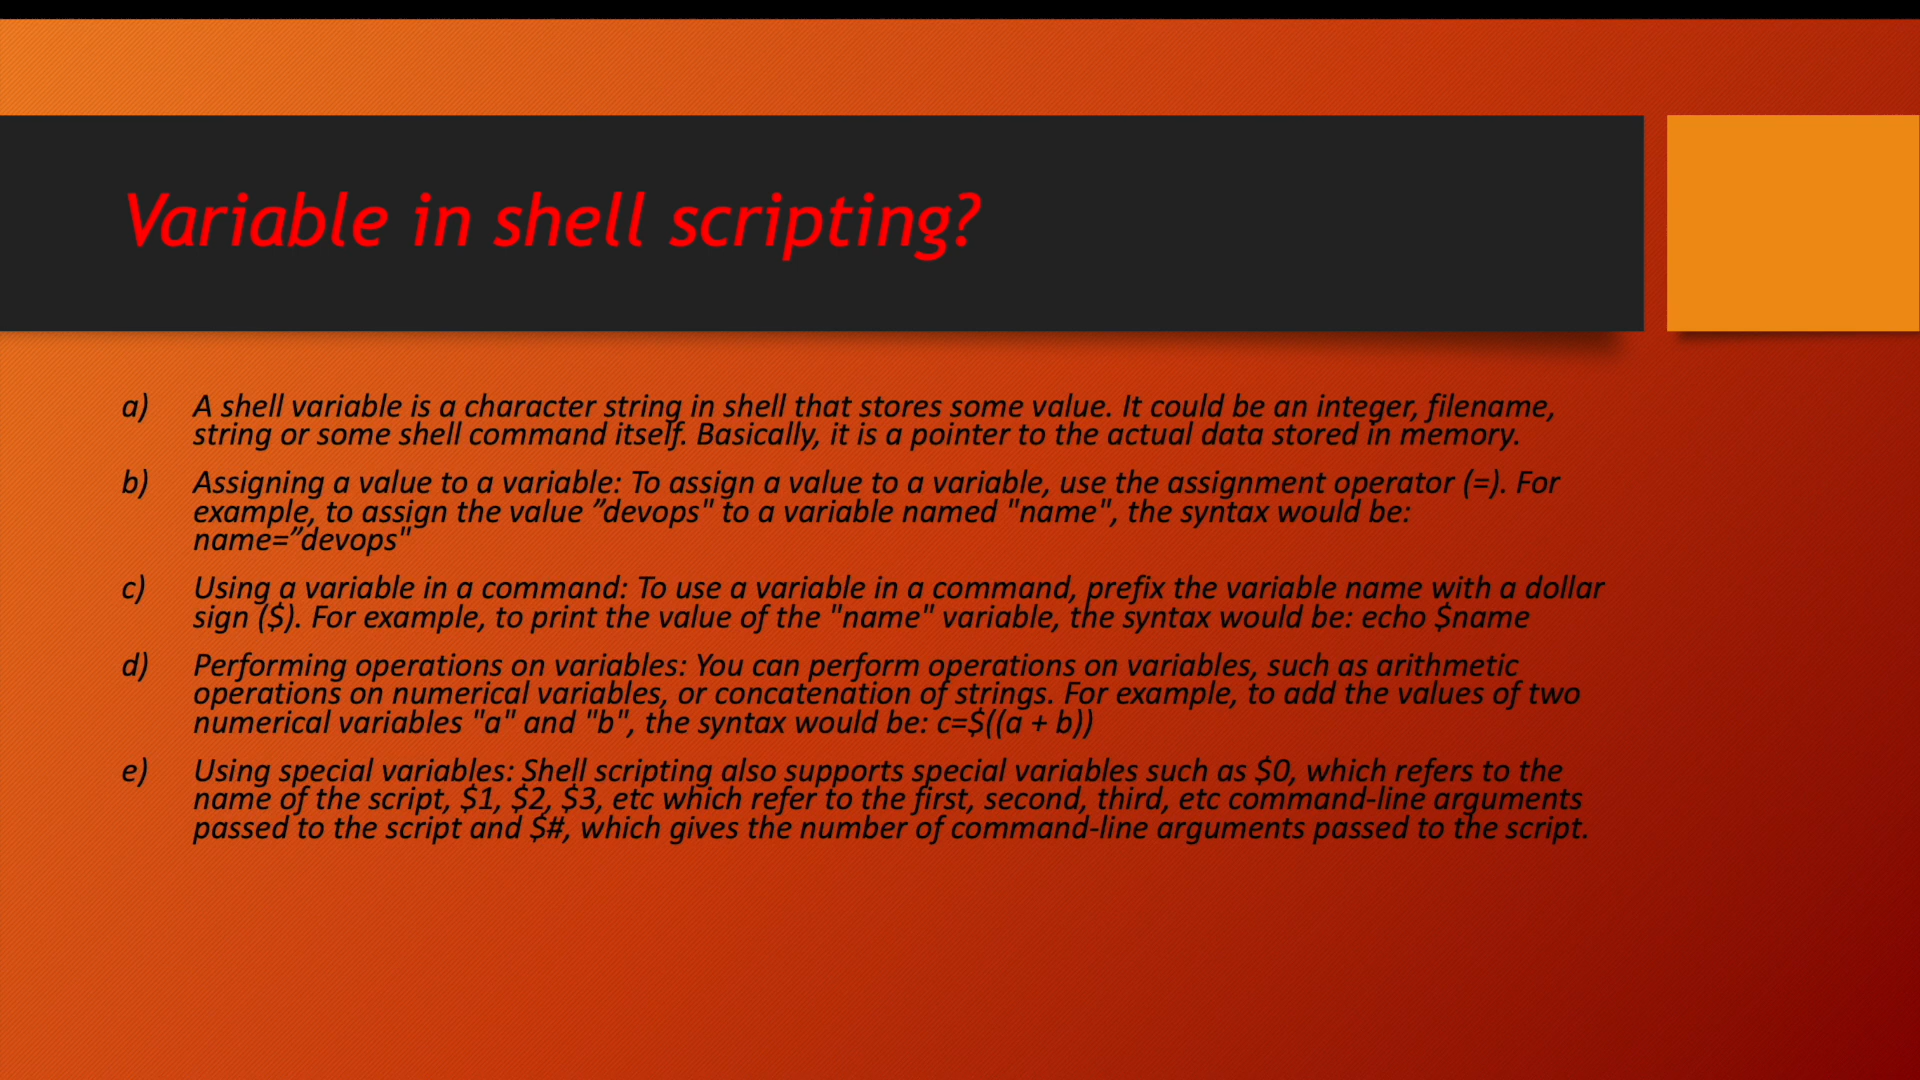 Variable in shell scripting?
a) A shell variable is a character string in shell that stores some value. It could be an integer, filename,
string or some shell command itself. Basically, it is a pointer to the actual data stored in memory.
b) Assigning a value to a variable: To assign a value to a variable, use the assignment operator (=). For
example, to assign the value ”devops" to a variable named "name", the syntax would be:
name=”devops"
c) Using a variable in a command: To use a variable in a command, prefix the variable name with a dollar
sign ($). For example, to print the value of the "name" variable, the syntax would be: echo $name
d) Performing operations on variables: You can perform operations on variables, such as arithmetic
operations on numerical variables, or concatenation of strings. For example, to add the values of two
numerical variables "a" and "b", the syntax would be: c=$((a + b))
e) Using special variables: Shell scripting also supports special variables such as $0, which refers to the
name of the script, $1, $2, $3, etc which refer to the first, second, third, etc command-line arguments
passed to the script and $#, which gives the number of command-line arguments passed to the script.